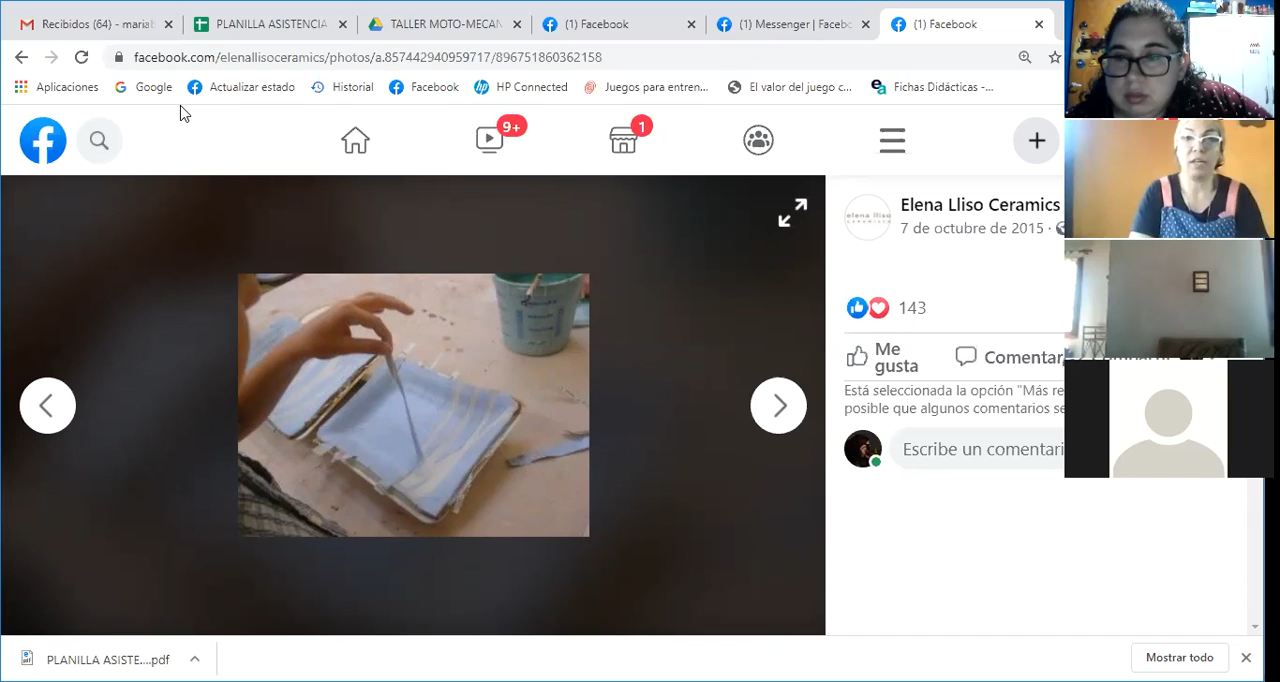 Recibidos (64) - mariab
PLANILLA ASISTENCIA
TALLER MOTO-MECAN
(1) Facebook
(1) Messenger | Facebo
(1) Facebook
facebook.com/elenallisoceramics/photos/a.857442940959717/896751860362158
Aplicaciones
Google
Actualizar estado
Historial
Facebook
HP Connected
Juegos para entren...
El valor del juego c...
Fichas Didácticas -...
9+
1
elena lliso
Elena Lliso Ceramics
7 de octubre de 2015 ·
143
Me gusta
Comentar
Está seleccionada la opción "Más re
posible que algunos comentarios se
Escribe un comentari
PLANILLA ASISTE....pdf
Mostrar todo